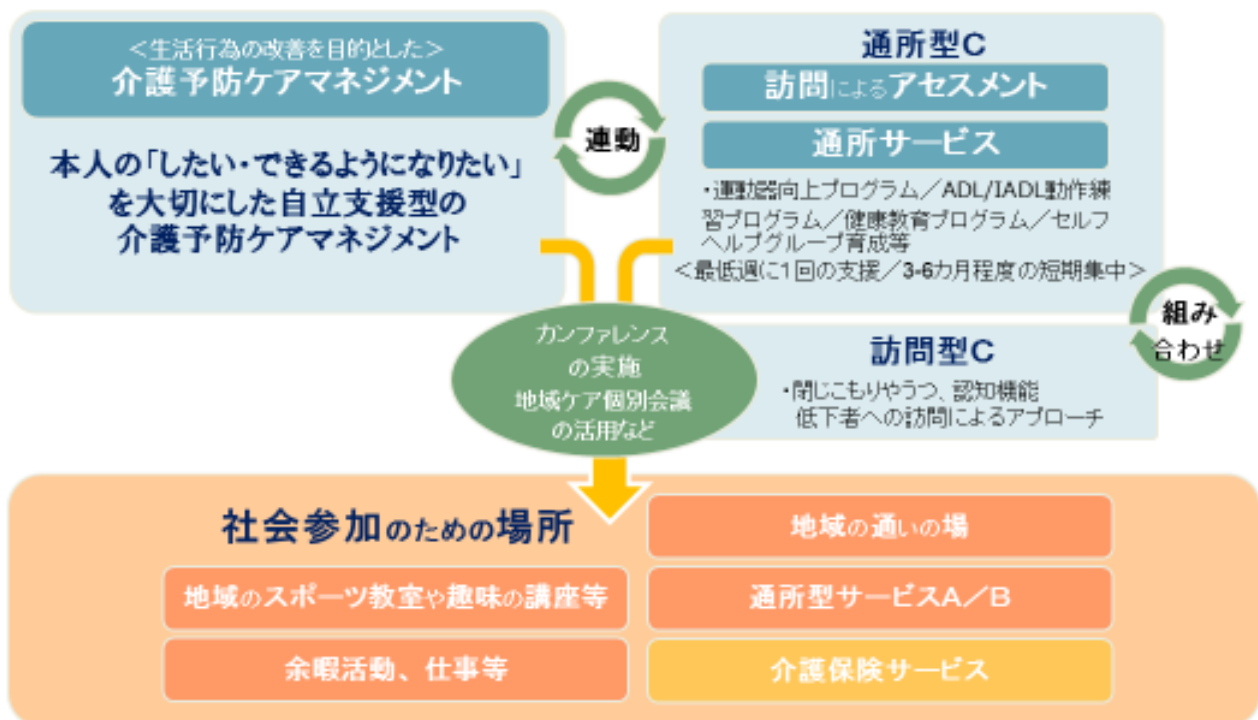 <生活行為の改善を目的とした>
介護予防ケアマネジメント
本人の「したい・できるようになりたい」
を大切にした自立支援型の
介護予防ケアマネジメント
連動
通所型C
訪問によるアセスメント
通所サービス
・運動器向上プログラム／ADL/IADL動作練
習プログラム／健康教育プログラム／セルフ
ヘルプグループ育成等
<最低週に1回の支援／3-6カ月程度の短期集中>
組み
合わせ
訪問型C
・閉じこもりやうつ、認知機能
低下者への訪問によるアプローチ
カンファレンス
の実施
地域ケア個別会議
の活用など
社会参加のための場所
地域の通いの場
地域のスポーツ教室や趣味の講座等
通所型サービスA／B
余暇活動、仕事等
介護保険サービス